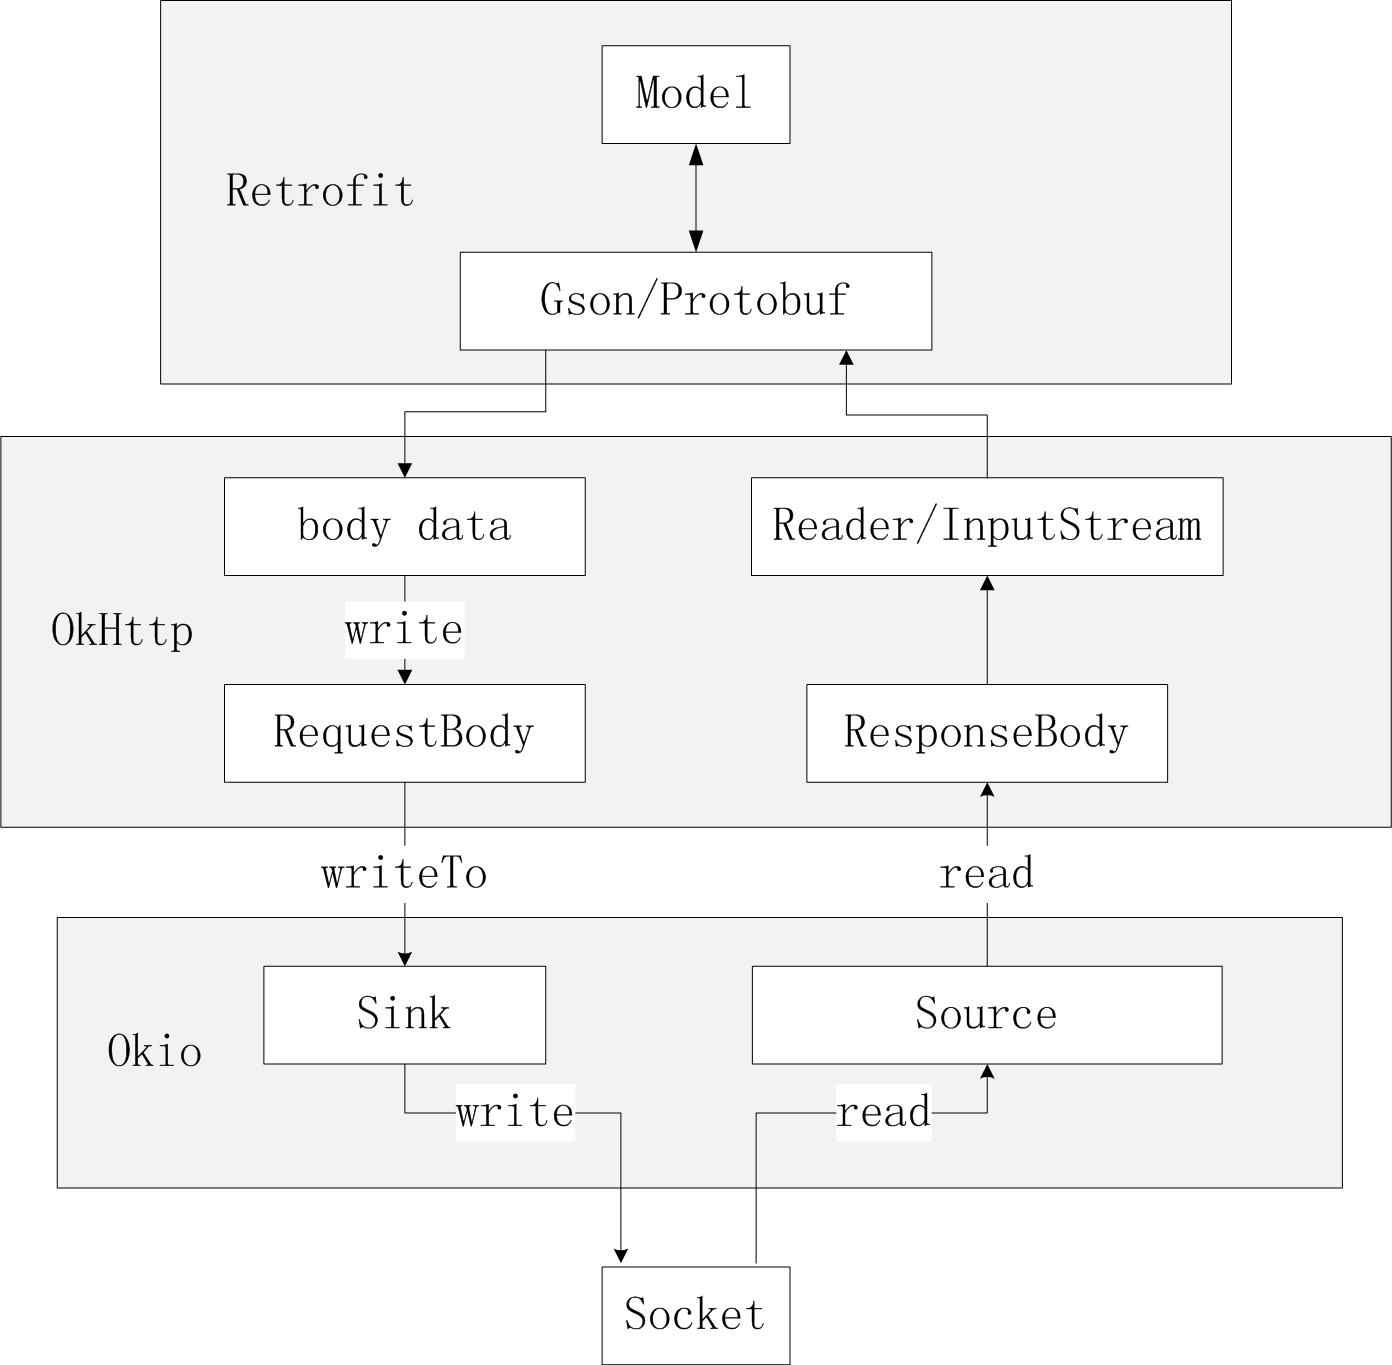 Model
Retrofit
Gson/Protobuf
body data
Reader/InputStream
OkHttp
write
RequestBody
ResponseBody
writeTo
read
Sink
Source
Okio
write
read
Socket